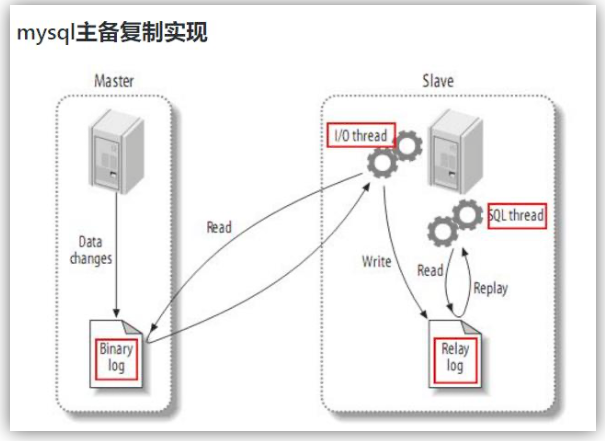 mysql主备复制实现
Master
Slave
I/O thread
SQL thread
Data
changes
Read
Write
Read
Replay
Binary
log
Relay
log